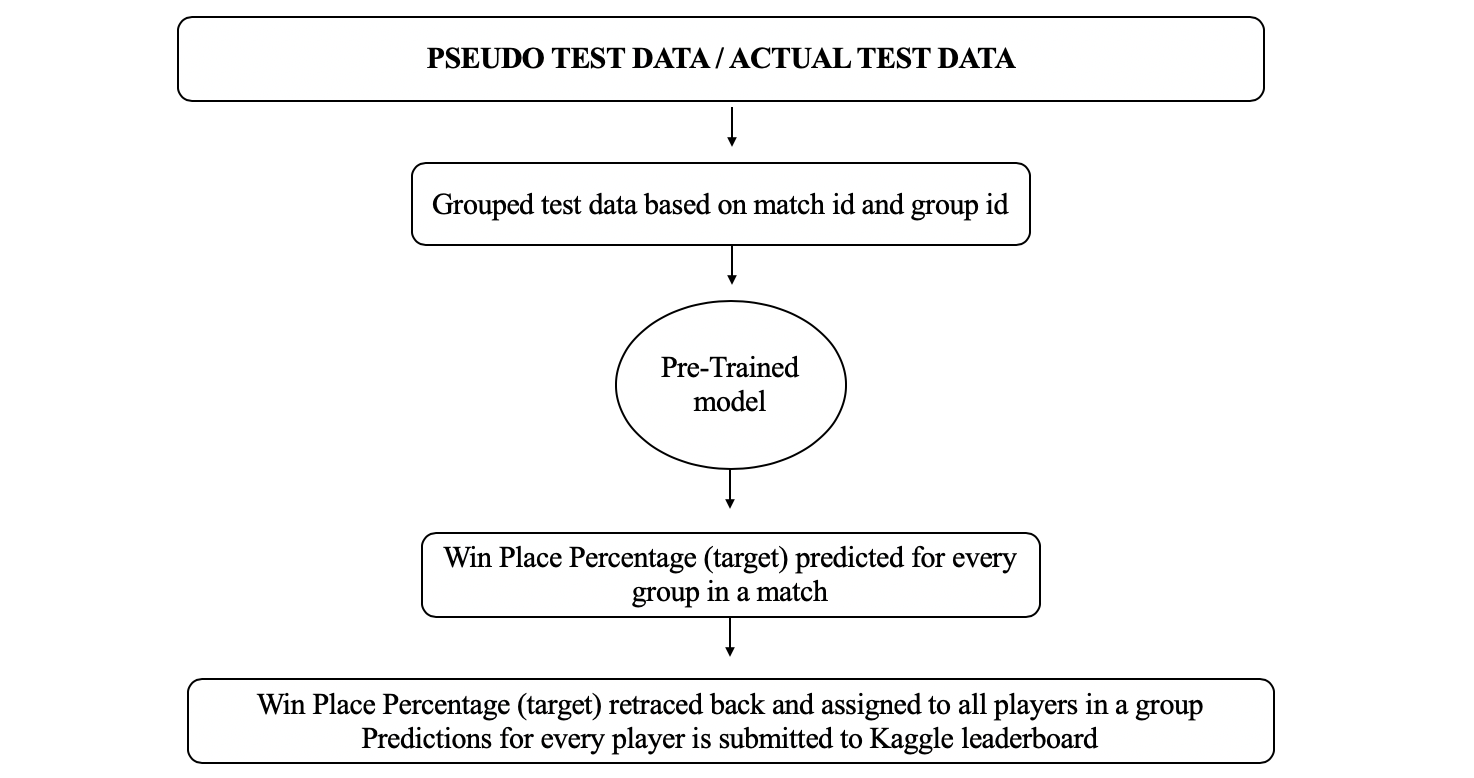 PSEUDO TEST DATA / ACTUAL TEST DATA
Grouped test data based on match id and group id
Pre-Trained
model
Win Place Percentage (target) predicted for every
group in a match
Win Place Percentage (target) retraced back and assigned to all players in a group
Predictions for every player is submitted to Kaggle leaderboard